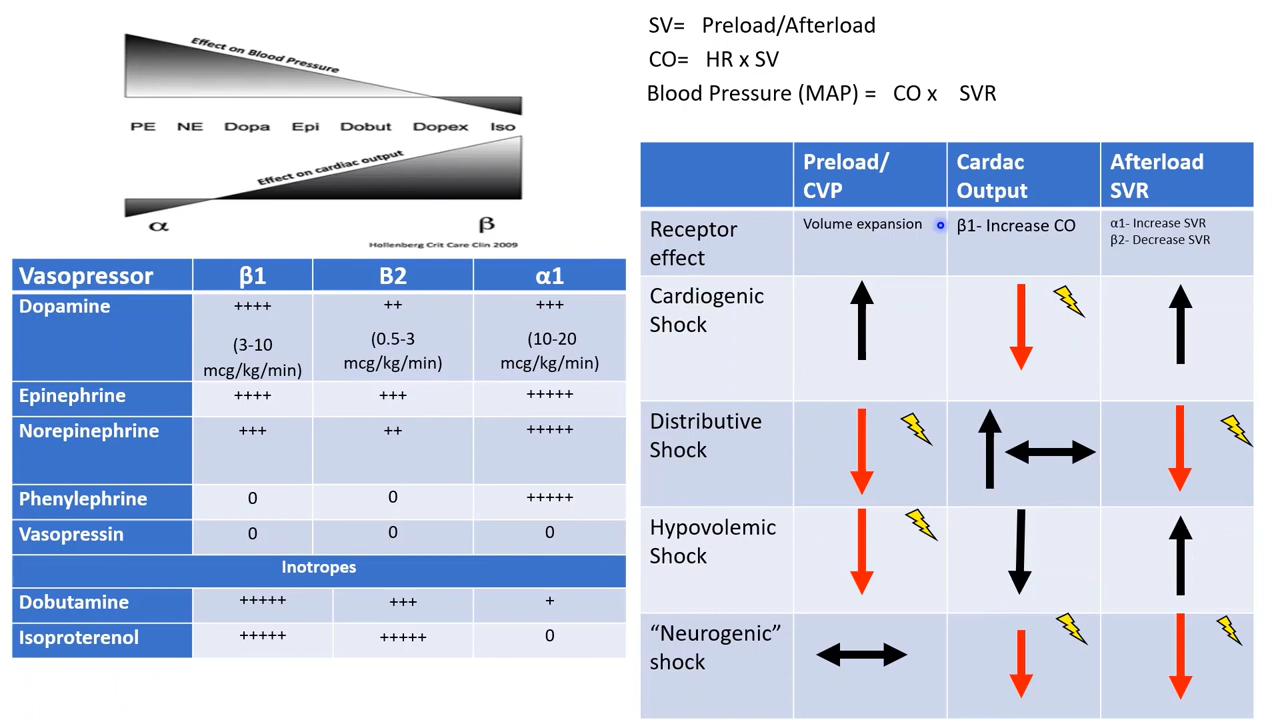 Effect on Blood Pressure
PE NE Dopa Epi Dobut Dopex Iso
Effect on cardiac output
α β
Hollenberg Crit Care Clin 2009
SV= Preload/Afterload
CO= HR x SV
Blood Pressure (MAP) = CO x SVR
Vasopressor β1 B2 α1
Dopamine ++++ ++ +++
(3-10 (0.5-3 (10-20
mcg/kg/min) mcg/kg/min) mcg/kg/min)
Epinephrine ++++ +++ +++++
Norepinephrine +++ ++ +++++
Phenylephrine 0 0 +++++
Vasopressin 0 0 0
Inotropes
Dobutamine +++++ +++ +
Isoproterenol +++++ +++++ 0
Preload/ Cardac Afterload
CVP Output SVR
Receptor Volume expansion β1- Increase CO α1- Increase SVR
effect β2- Decrease SVR
Cardiogenic
Shock
Distributive
Shock
Hypovolemic
Shock
“Neurogenic”
shock